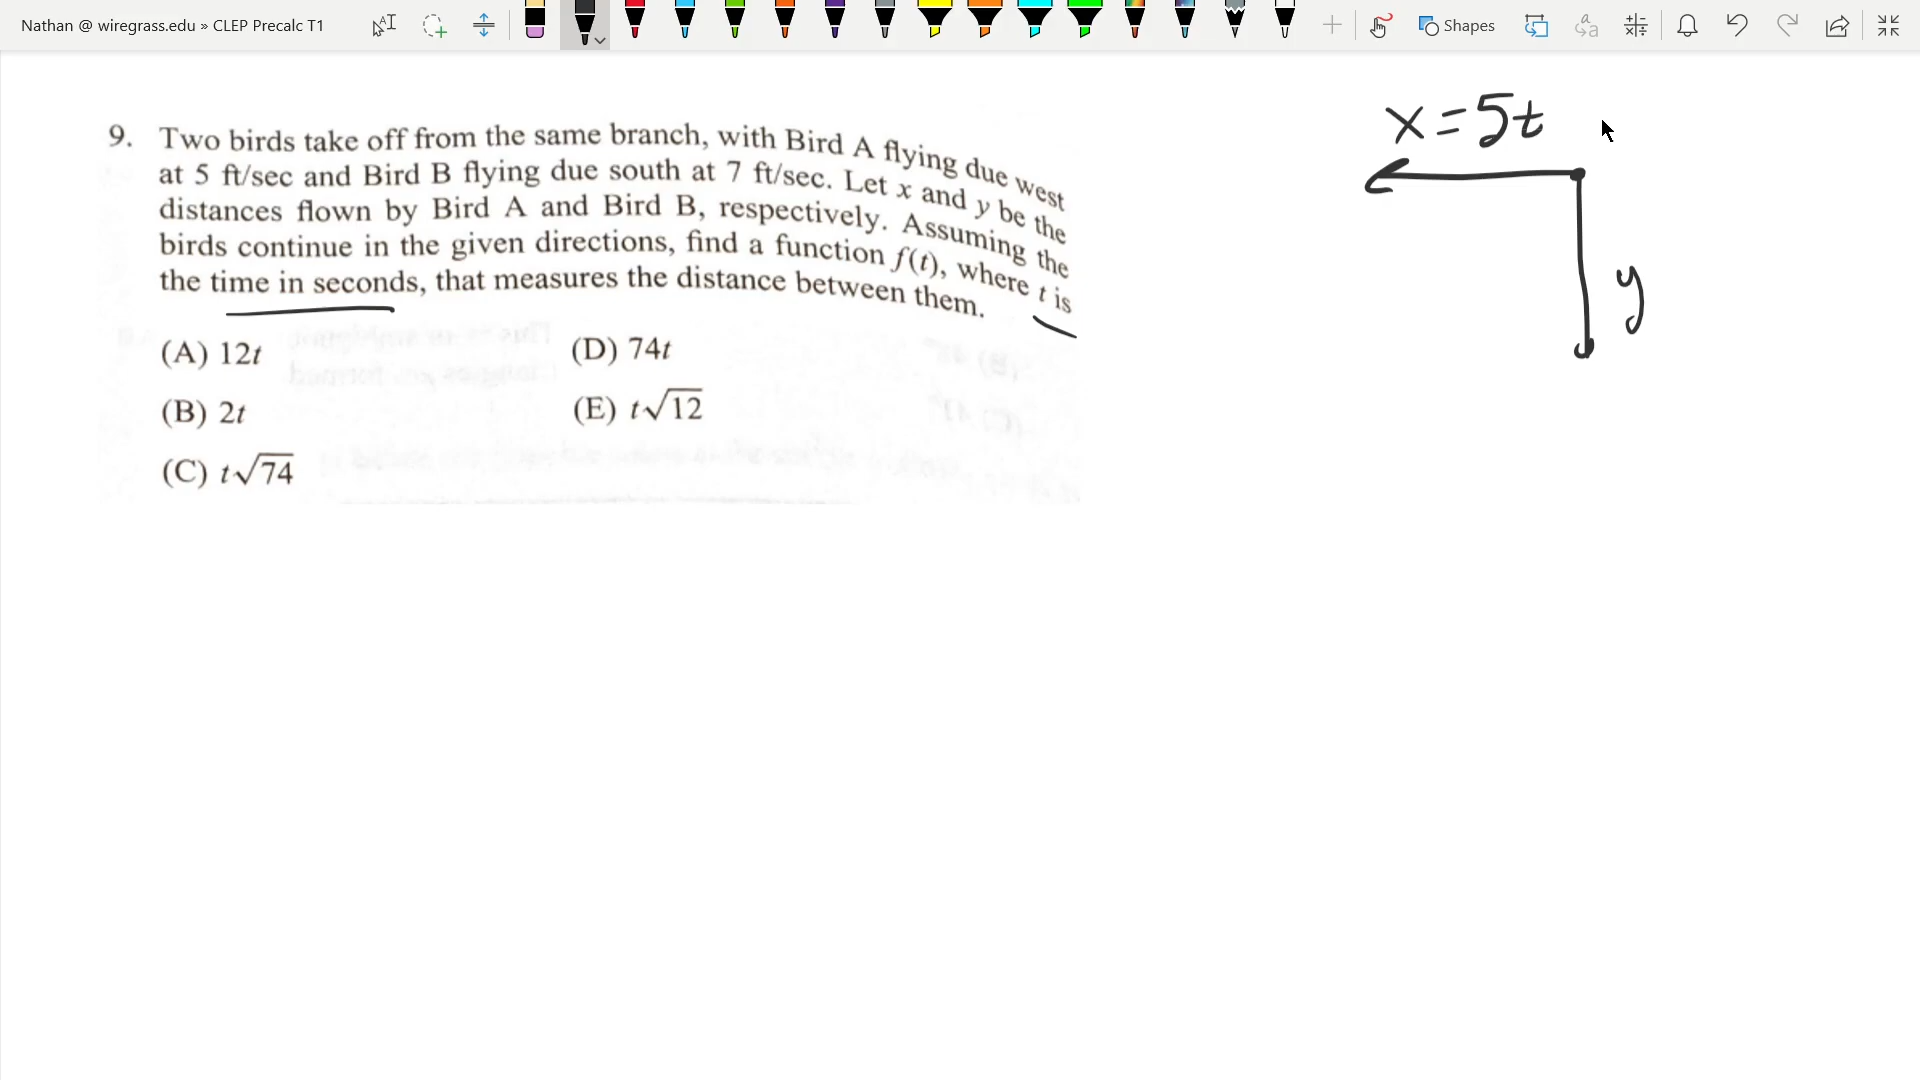 Nathan @ wiregrass.edu » CLEP Precalc T1
Shapes
x=5t
9. Two birds take off from the same branch, with Bird A flying due west
at 5 ft/sec and Bird B flying due south at 7 ft/sec. Let x and y be the
distances flown by Bird A and Bird B, respectively. Assuming the
birds continue in the given directions, find a function f(t), where t is
the time in seconds, that measures the distance between them.
y
(A) 12t
(B) 2t
(C) t√74
(D) 74t
(E) t√12